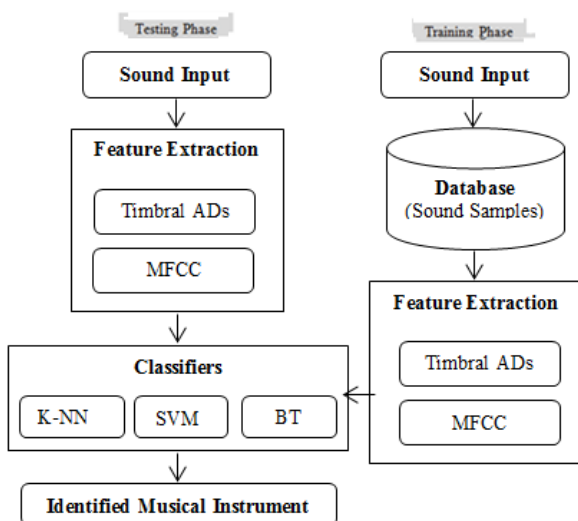 Testing Phase
Sound Input
Feature Extraction
Timbral ADs
MFCC
Classifiers
K-NN
SVM
BT
Identified Musical Instrument
Training Phase
Sound Input
Database
(Sound Samples)
Feature Extraction
Timbral ADs
MFCC